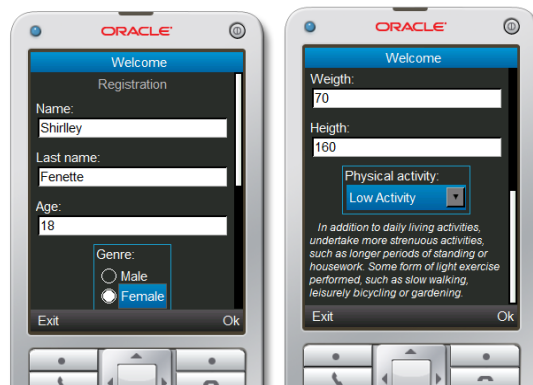 ORACLE
Welcome
Registration
Name:
Shirlley
Last name:
Fenette
Age:
18
Genre:
Male
Female
Exit Ok
ORACLE
Welcome
Weigth:
70
Heigth:
160
Physical activity:
Low Activity
In addition to daily living activities,
undertake more strenuous activities,
such as longer periods of standing or
housework. Some form of light exercise
performed, such as slow walking,
leisurely bicycling or gardening.
Exit Ok